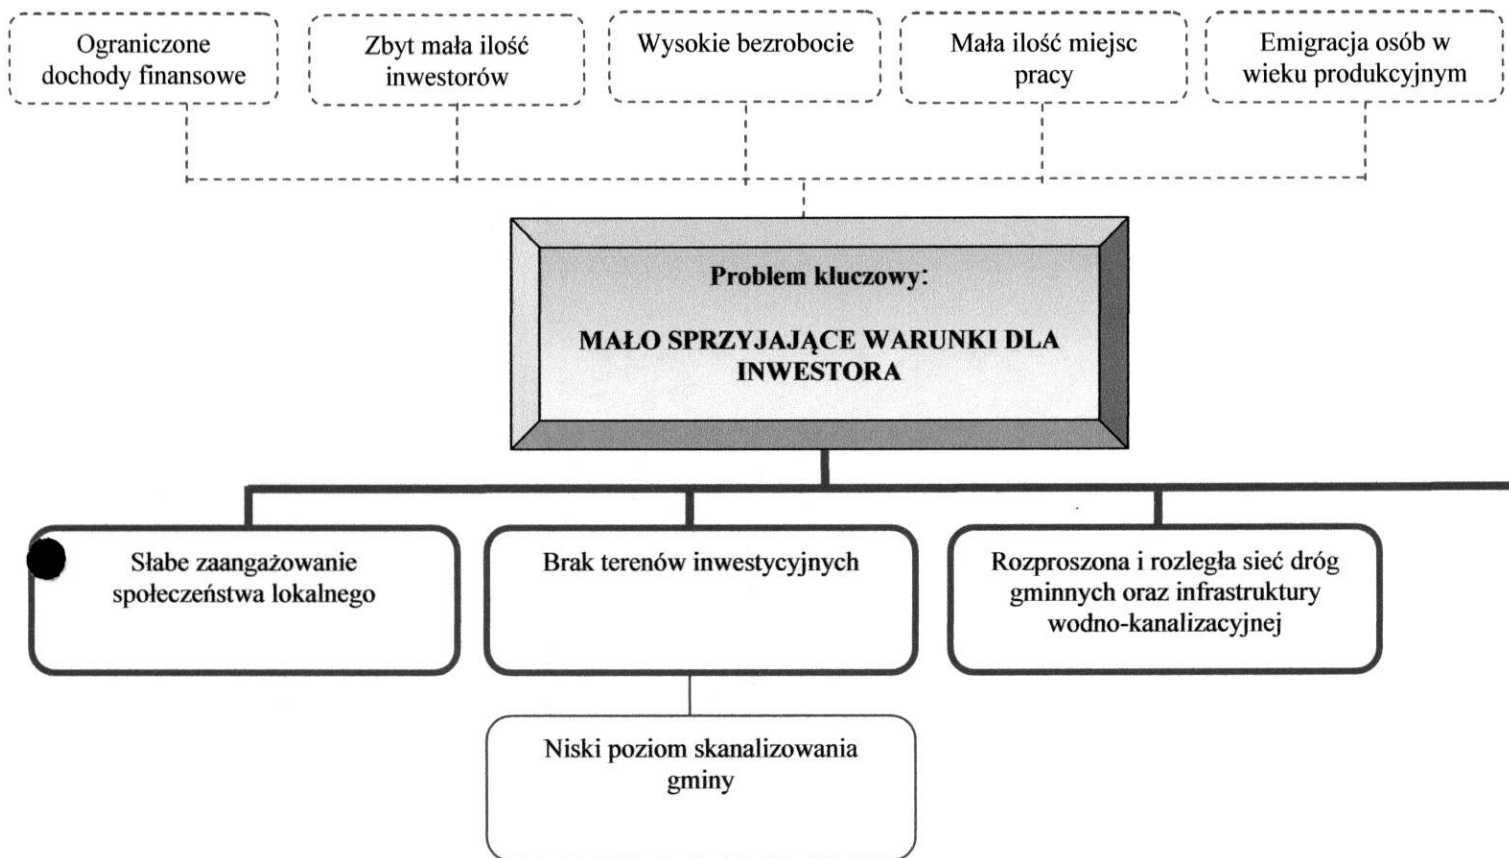 Ograniczone
dochody finansowe
Zbyt mała ilość
inwestorów
Wysokie bezrobocie
Mała ilość miejsc
pracy
Emigracja osób w
wieku produkcyjnym
Problem kluczowy:
MAŁO SPRZYJAJĄCE WARUNKI DLA
INWESTORA
Słabe zaangażowanie
społeczeństwa lokalnego
Brak terenów inwestycyjnych
Rozproszona i rozległa sieć dróg
gminnych oraz infrastruktury
wodno-kanalizacyjnej
Niski poziom skanalizowania
gminy